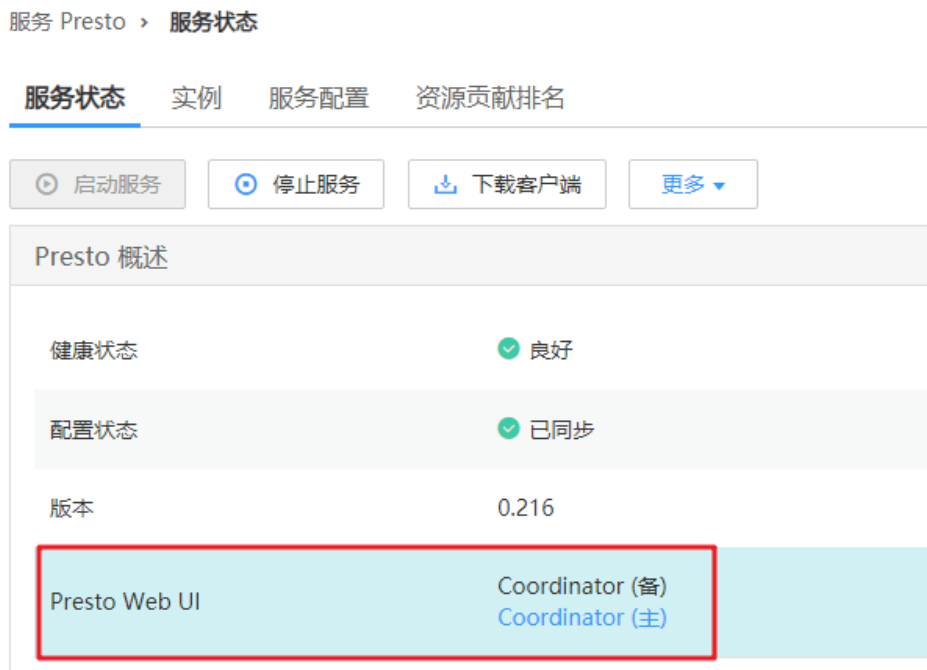 服务 Presto › 服务状态
服务状态 实例 服务配置 资源贡献排名
启动服务 停止服务 下载客户端 更多
Presto 概述
健康状态 良好
配置状态 已同步
版本 0.216
Presto Web UI Coordinator (备)
Coordinator (主)